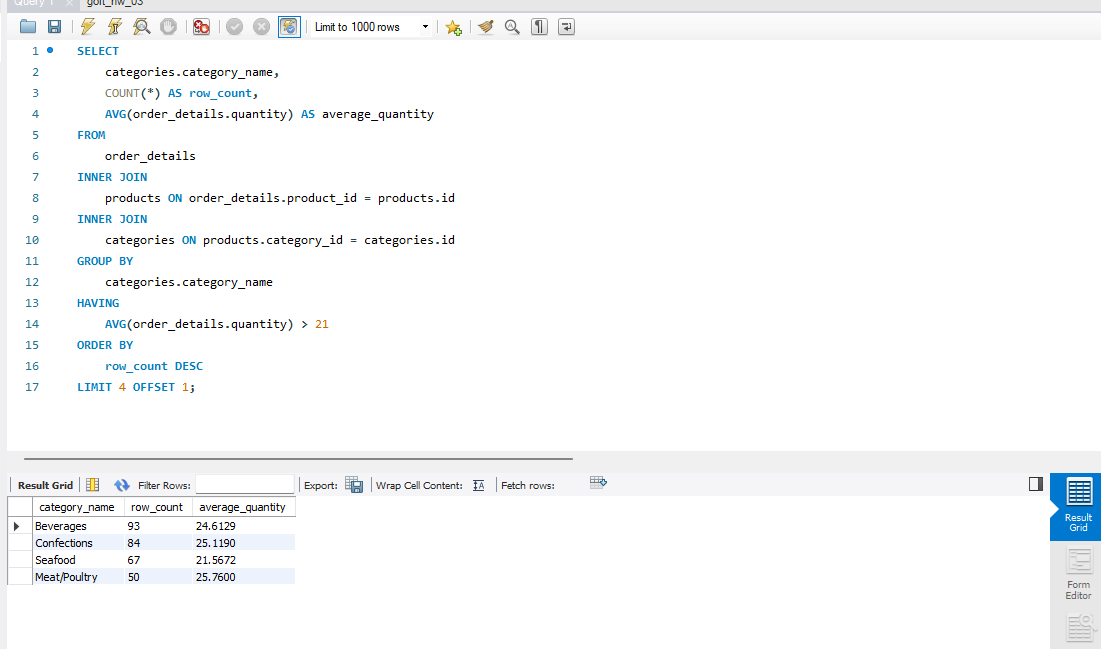 Query 1 goit_hw_03
Limit to 1000 rows
1 SELECT
2 categories.category_name,
3 COUNT(*) AS row_count,
4 AVG(order_details.quantity) AS average_quantity
5 FROM
6 order_details
7 INNER JOIN
8 products ON order_details.product_id = products.id
9 INNER JOIN
10 categories ON products.category_id = categories.id
11 GROUP BY
12 categories.category_name
13 HAVING
14 AVG(order_details.quantity) > 21
15 ORDER BY
16 row_count DESC
17 LIMIT 4 OFFSET 1;
Result Grid Filter Rows: Export: Wrap Cell Content: Fetch rows:
category_name row_count average_quantity
Beverages 93 24.6129
Confections 84 25.1190
Seafood 67 21.5672
Meat/Poultry 50 25.7600
Result
Grid
Form
Editor